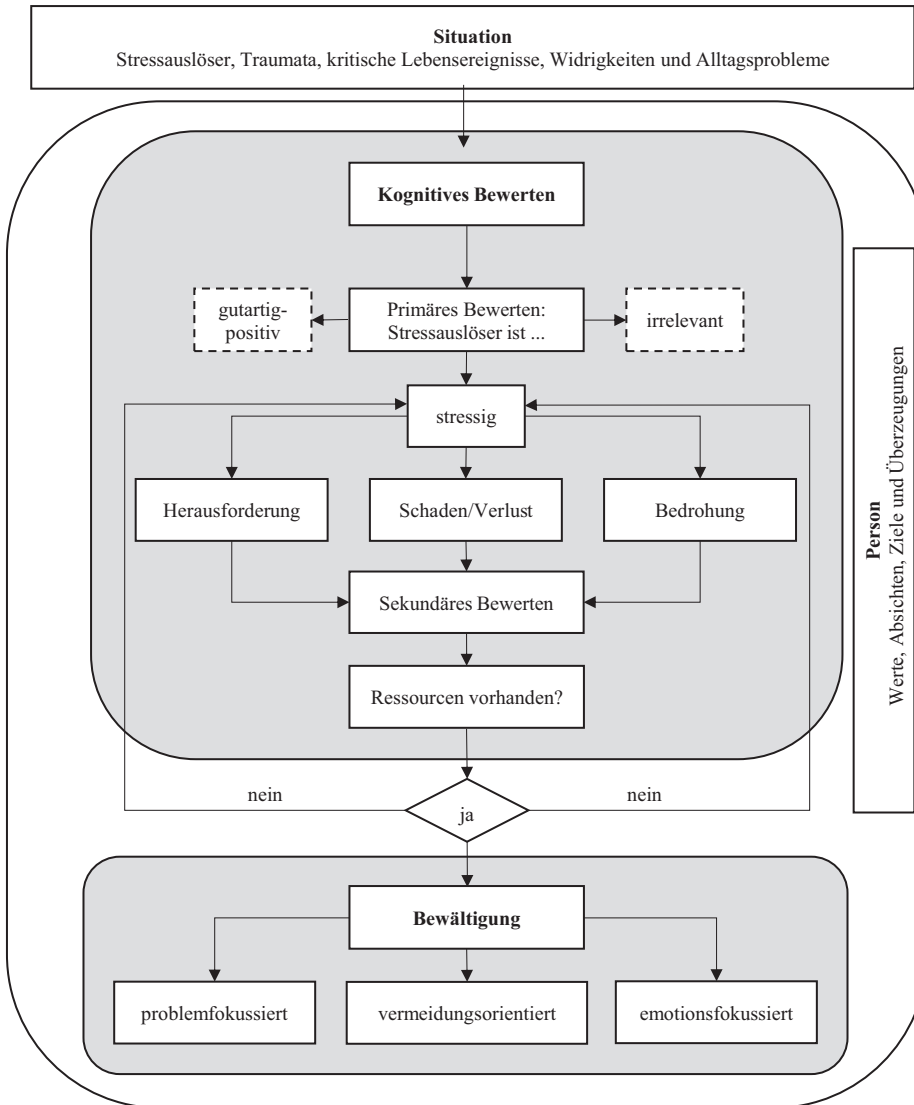 Situation
Stressauslöser, Traumata, kritische Lebensereignisse, Widrigkeiten und Alltagsprobleme
Kognitives Bewerten
gutartig-
positiv
Primäres Bewerten:
Stressauslöser ist ...
irrelevant
stressig
Herausforderung
Schaden/Verlust
Bedrohung
Sekundäres Bewerten
Ressourcen vorhanden?
nein
ja
nein
Bewältigung
problemfokussiert
vermeidungsorientiert
emotionsfokussiert
Person
Werte, Absichten, Ziele und Überzeugungen